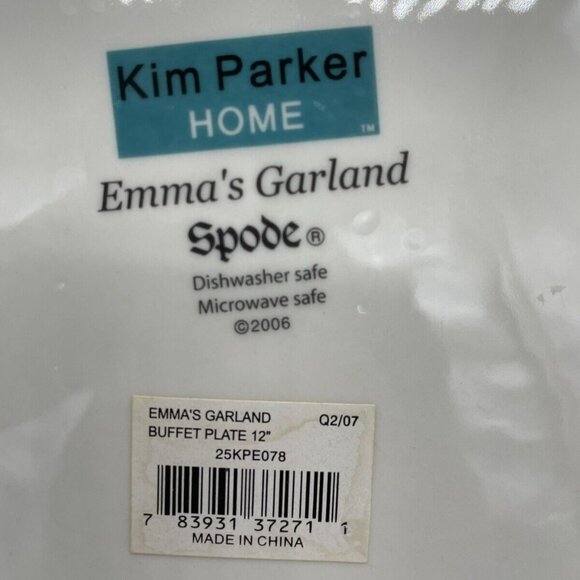 Kim Parker
HOME
™
Emma's Garland
Spode®
Dishwasher safe
Microwave safe
©2006
EMMA'S GARLAND Q2/07
BUFFET PLATE 12"
25KPE078
7 83931 37271 1
MADE IN CHINA